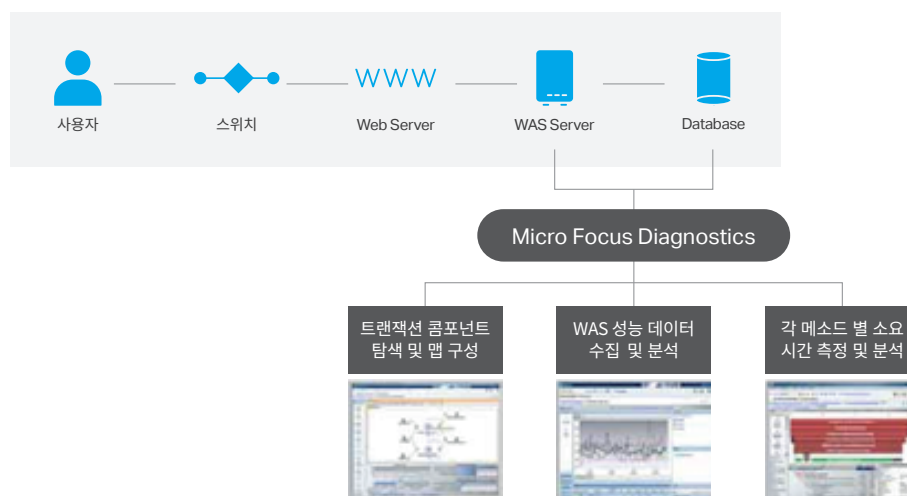 사용자
스위치
WWW
Web Server
WAS Server
Database
Micro Focus Diagnostics
트랜잭션 콤포넌트
탐색 및 맵 구성
WAS 성능 데이터
수집 및 분석
각 메소드 별 소요
시간 측정 및 분석